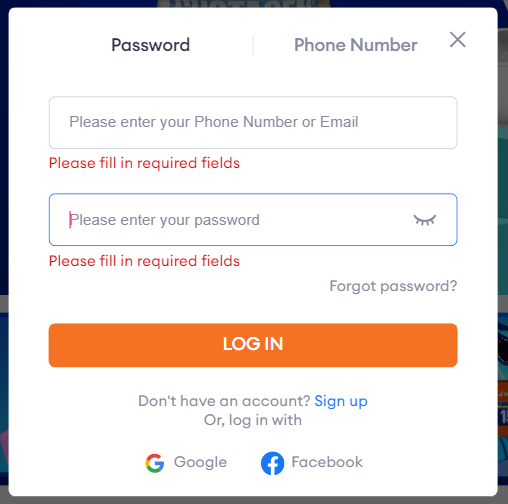 Password
Phone Number
Please enter your Phone Number or Email
Please fill in required fields
Please enter your password
Please fill in required fields
Forgot password?
LOG IN
Don't have an account? Sign up
Or, log in with
Google
Facebook